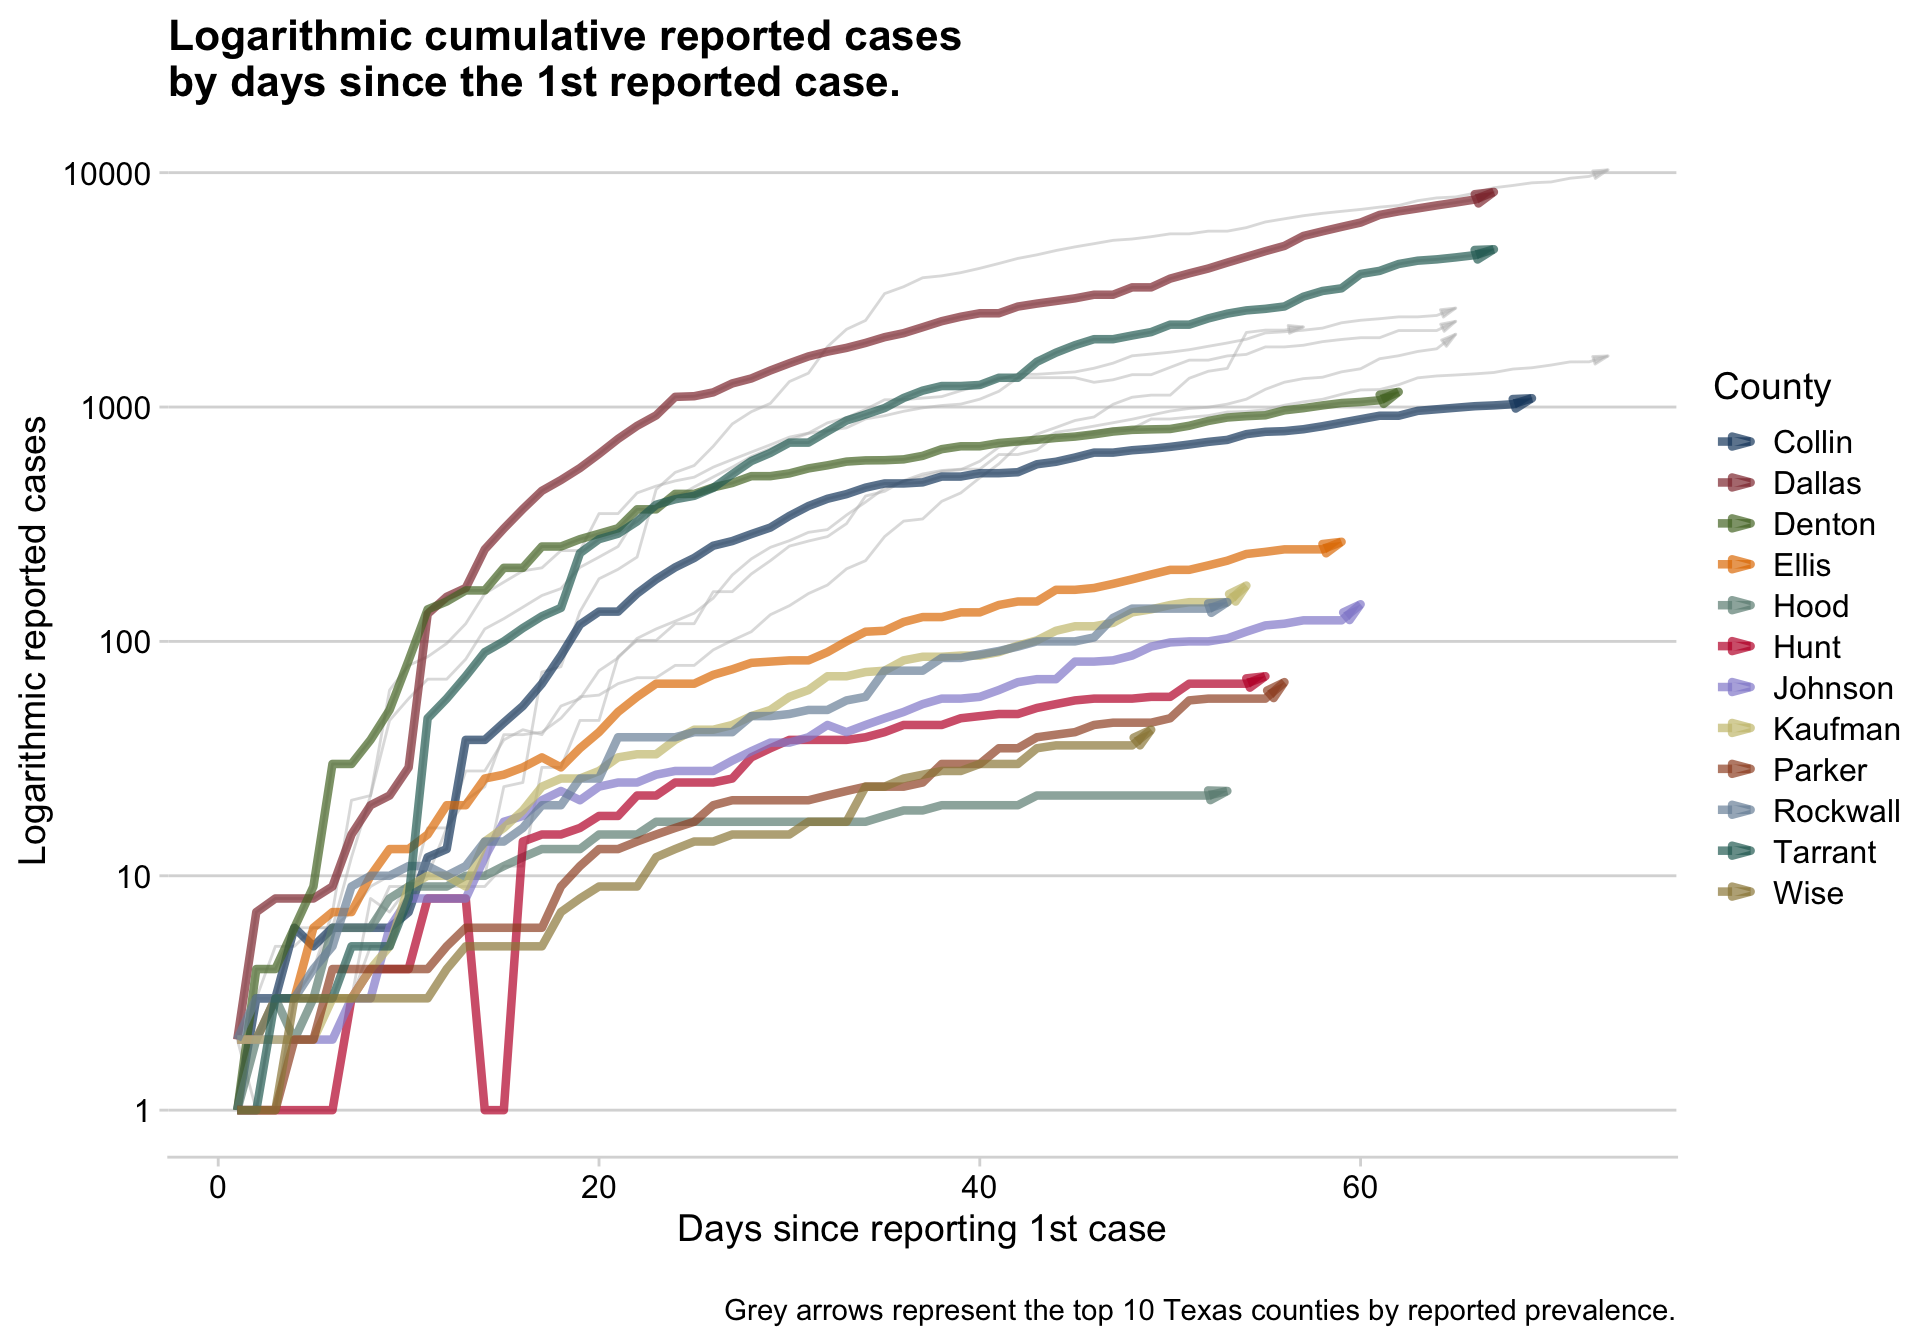 Logarithmic cumulative reported cases
by days since the 1st reported case.
Logarithmic reported cases
10000
1000
100
10
1
0
20
40
60
Days since reporting 1st case
County
Collin
Dallas
Denton
Ellis
Hood
Hunt
Johnson
Kaufman
Parker
Rockwall
Tarrant
Wise
Grey arrows represent the top 10 Texas counties by reported prevalence.